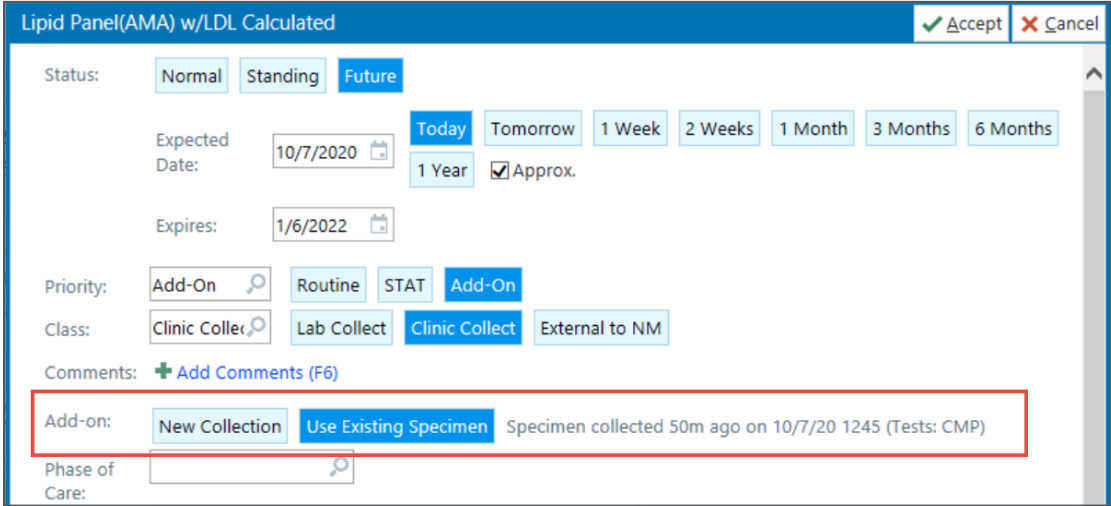 Lipid Panel(AMA) w/LDL Calculated Accept Cancel
Status: Normal Standing Future
Expected Date: 10/7/2020 Today Tomorrow 1 Week 2 Weeks 1 Month 3 Months 6 Months
1 Year Approx.
Expires: 1/6/2022
Priority: Add-On Routine STAT Add-On
Class: Clinic Collec Lab Collect Clinic Collect External to NM
Comments: Add Comments (F6)
Add-on: New Collection Use Existing Specimen Specimen collected 50m ago on 10/7/20 1245 (Tests: CMP)
Phase of
Care: